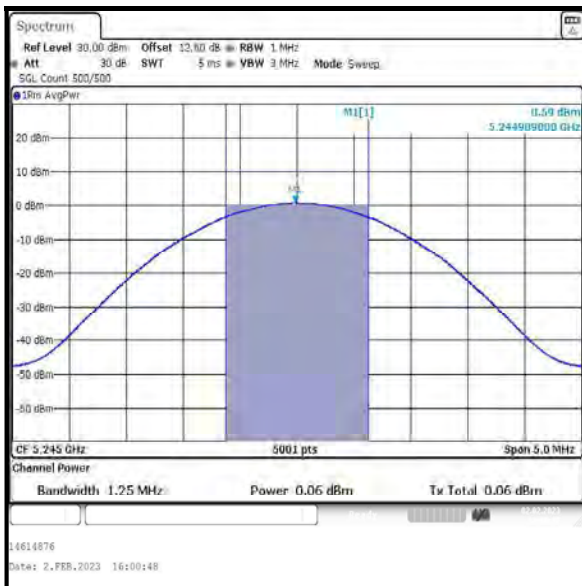 Spectrum
Ref Level 30.00 dBm Offset 12.60 dB RBW 1 MHz
Att 30 dB SWT 5 ms VBW 3 MHz Mode Sweep
SGL Count 500/500
1Rm AvgPwr
M1[1] 0.59 dBm
5.244909000 GHz
20 dBm
10 dBm
M1
0 dBm
-10 dBm
-20 dBm
-30 dBm
-40 dBm
-50 dBm
-60 dBm
CF 5.245 GHz 5001 pts Span 5.0 MHz
Channel Power
Bandwidth 1.25 MHz Power 0.06 dBm Tx Total 0.06 dBm
14614876
Date: 2.FEB.2023 16:00:48